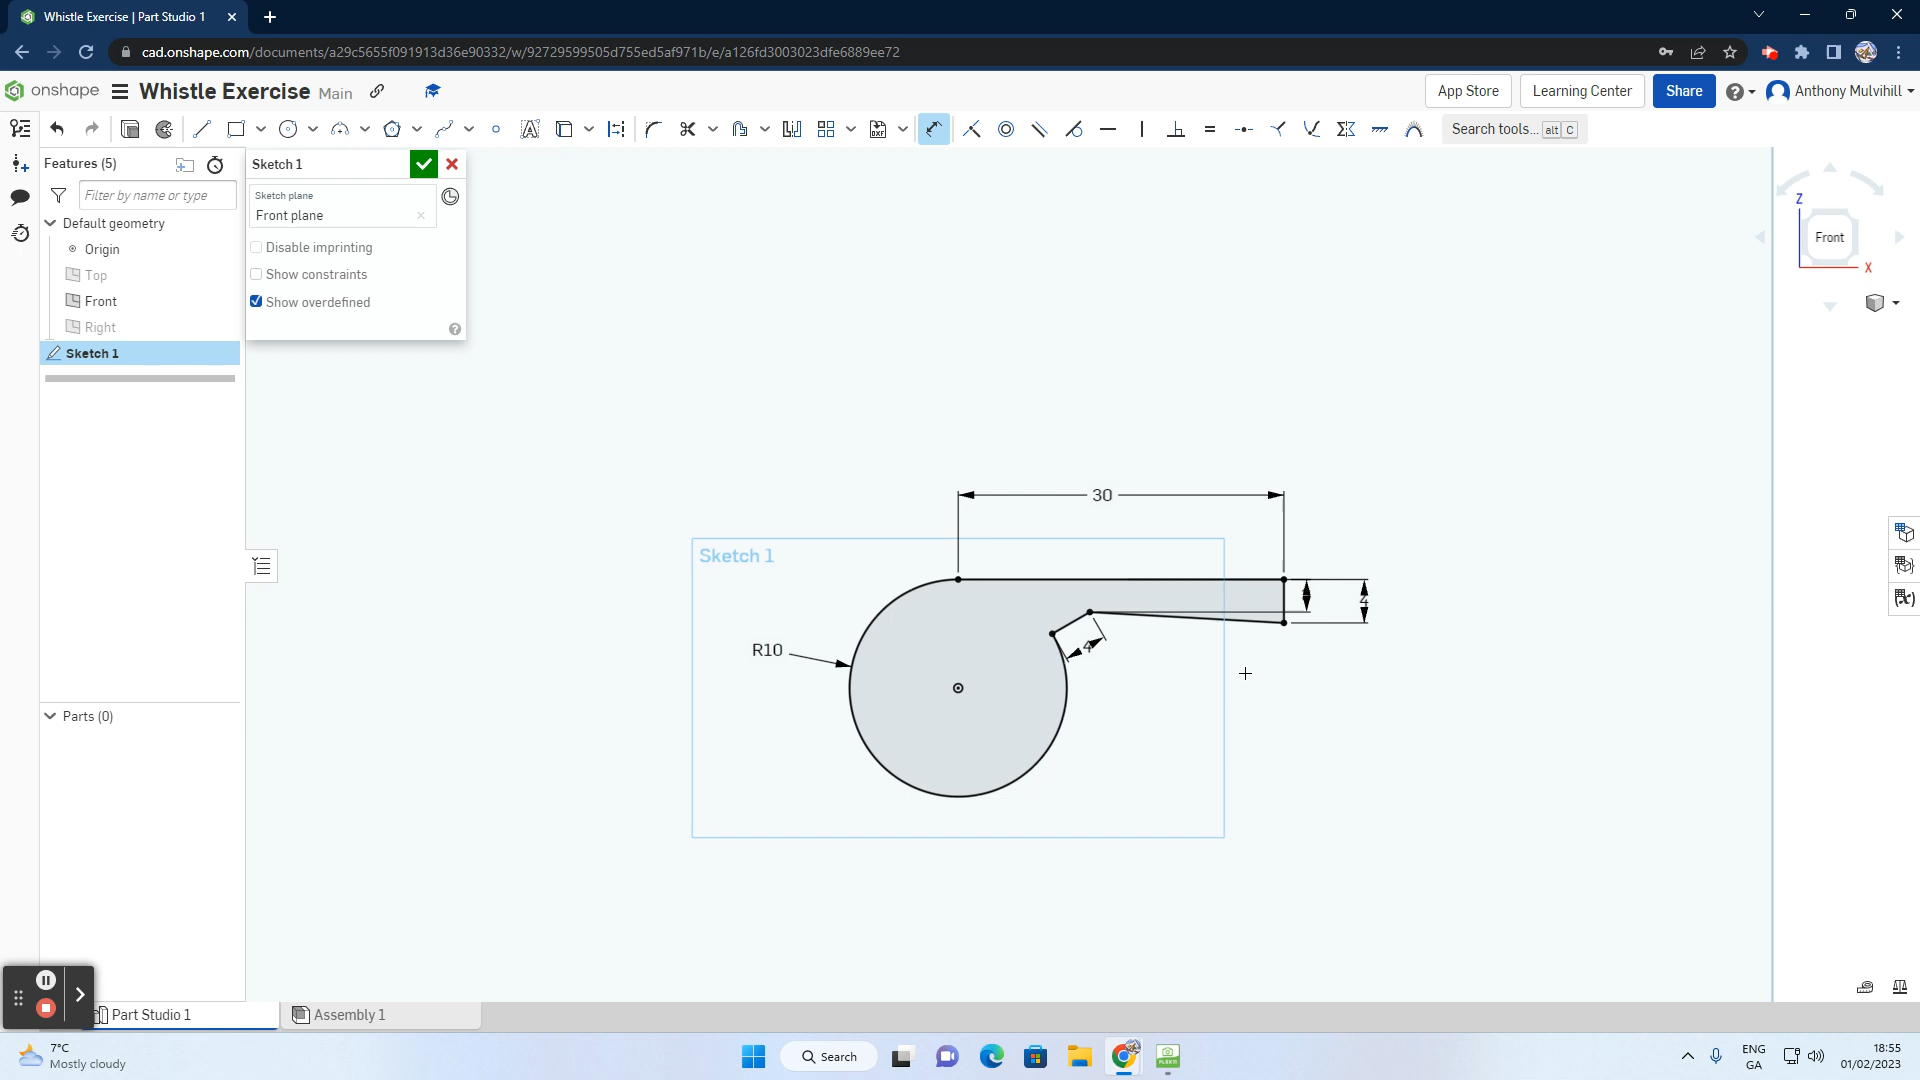 Whistle Exercise | Part Studio 1
cad.onshape.com/documents/a29c5655f091913d36e90332/w/92729599505d755ed5af971b/e/a126fd3003023dfe6889ee72
onshape Whistle Exercise Main App Store Learning Center Share Anthony Mulvihill
Search tools... alt C
Features (5)
Filter by name or type
Default geometry
Origin
Top
Front
Right
Sketch 1
Parts (0)
Sketch 1
Sketch plane
Front plane
Disable imprinting
Show constraints
Show overdefined
Z
Front
X
30
Sketch 1
4
4
R10
Part Studio 1
Assembly 1
7°C
Mostly cloudy
Search
ENG
GA
18:55
01/02/2023